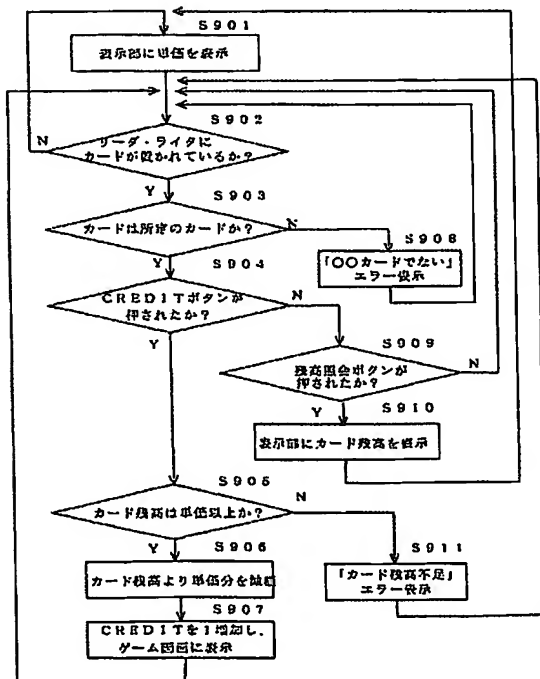 S901
表示部に単価を表示
S902
リーダ・ライタに
カードが置かれているか?
N
Y
S903
カードは所定のカードか?
N
Y
S908
「○○カードでない」
エラー表示
S904
CREDITボタンが
押されたか?
N
Y
S909
残高照会ボタンが
押されたか?
N
Y
S910
表示部にカード残高を表示
S905
カード残高は単価以上か?
N
Y
S906
カード残高より単価分を減算
S911
「カード残高不足」
エラー表示
S907
CREDITを1増加し、
ゲーム画面に表示